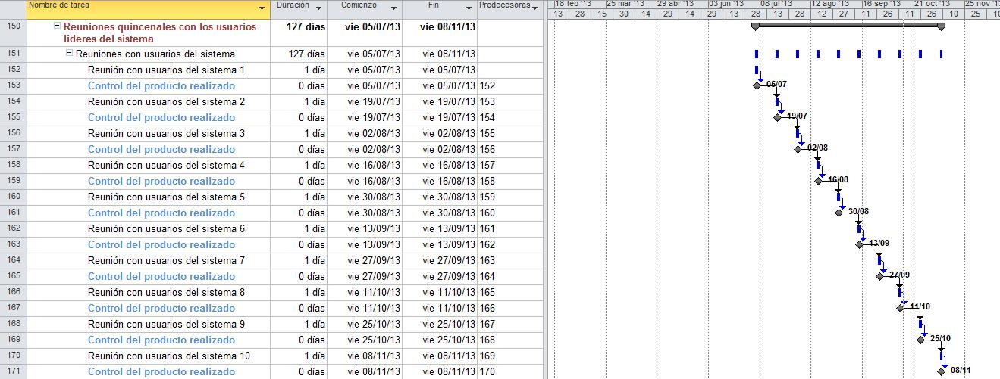 Nombre de tarea Duración Comienzo Fin Predecesoras 18 feb '13 25 mar '13 29 abr '13 03 jun '13 08 jul '13 12 ago '13 16 sep '13 21 oct '13 25 nov '13
13 28 15 30 14 29 13 28 13 28 12 27 11 26 11 26 10 25 10
150 Reuniones quincenales con los usuarios 127 días vie 05/07/13 vie 08/11/13
lideres del sistema
151 Reuniones con usuarios del sistema 127 días vie 05/07/13 vie 08/11/13
152 Reunión con usuarios del sistema 1 1 día vie 05/07/13 vie 05/07/13
153 Control del producto realizado 0 días vie 05/07/13 vie 05/07/13 152 05/07
154 Reunión con usuarios del sistema 2 1 día vie 19/07/13 vie 19/07/13 153
155 Control del producto realizado 0 días vie 19/07/13 vie 19/07/13 154 19/07
156 Reunión con usuarios del sistema 3 1 día vie 02/08/13 vie 02/08/13 155
157 Control del producto realizado 0 días vie 02/08/13 vie 02/08/13 156 02/08
158 Reunión con usuarios del sistema 4 1 día vie 16/08/13 vie 16/08/13 157
159 Control del producto realizado 0 días vie 16/08/13 vie 16/08/13 158 16/08
160 Reunión con usuarios del sistema 5 1 día vie 30/08/13 vie 30/08/13 159
161 Control del producto realizado 0 días vie 30/08/13 vie 30/08/13 160 30/08
162 Reunión con usuarios del sistema 6 1 día vie 13/09/13 vie 13/09/13 161
163 Control del producto realizado 0 días vie 13/09/13 vie 13/09/13 162 13/09
164 Reunión con usuarios del sistema 7 1 día vie 27/09/13 vie 27/09/13 163
165 Control del producto realizado 0 días vie 27/09/13 vie 27/09/13 164 27/09
166 Reunión con usuarios del sistema 8 1 día vie 11/10/13 vie 11/10/13 165
167 Control del producto realizado 0 días vie 11/10/13 vie 11/10/13 166 11/10
168 Reunión con usuarios del sistema 9 1 día vie 25/10/13 vie 25/10/13 167
169 Control del producto realizado 0 días vie 25/10/13 vie 25/10/13 168 25/10
170 Reunión con usuarios del sistema 10 1 día vie 08/11/13 vie 08/11/13 169
171 Control del producto realizado 0 días vie 08/11/13 vie 08/11/13 170 08/11